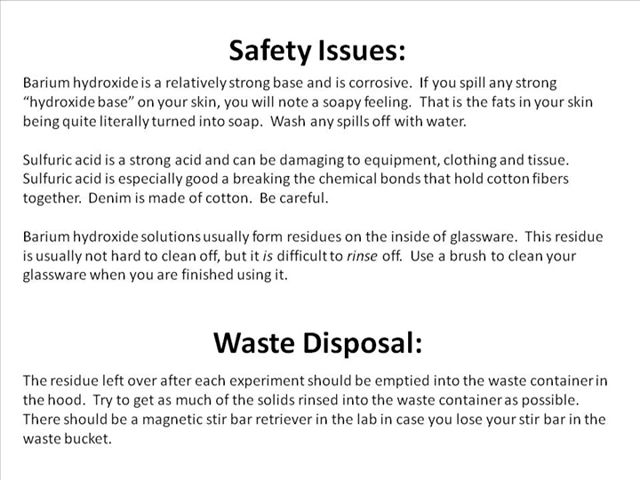 Safety Issues:
Barium hydroxide is a relatively strong base and is corrosive.  If you spill any strong
“hydroxide base” on your skin, you will note a soapy feeling.  That is the fats in your skin
being quite literally turned into soap.  Wash any spills off with water.
Sulfuric acid is a strong acid and can be damaging to equipment, clothing and tissue.
Sulfuric acid is especially good a breaking the chemical bonds that hold cotton fibers
together.  Denim is made of cotton.  Be careful.
Barium hydroxide solutions usually form residues on the inside of glassware.  This residue
is usually not hard to clean off, but it is difficult to rinse off.  Use a brush to clean your
glassware when you are finished using it.
Waste Disposal:
The residue left over after each experiment should be emptied into the waste container in
the hood.  Try to get as much of the solids rinsed into the waste container as possible.
There should be a magnetic stir bar retriever in the lab in case you lose your stir bar in the
waste bucket.